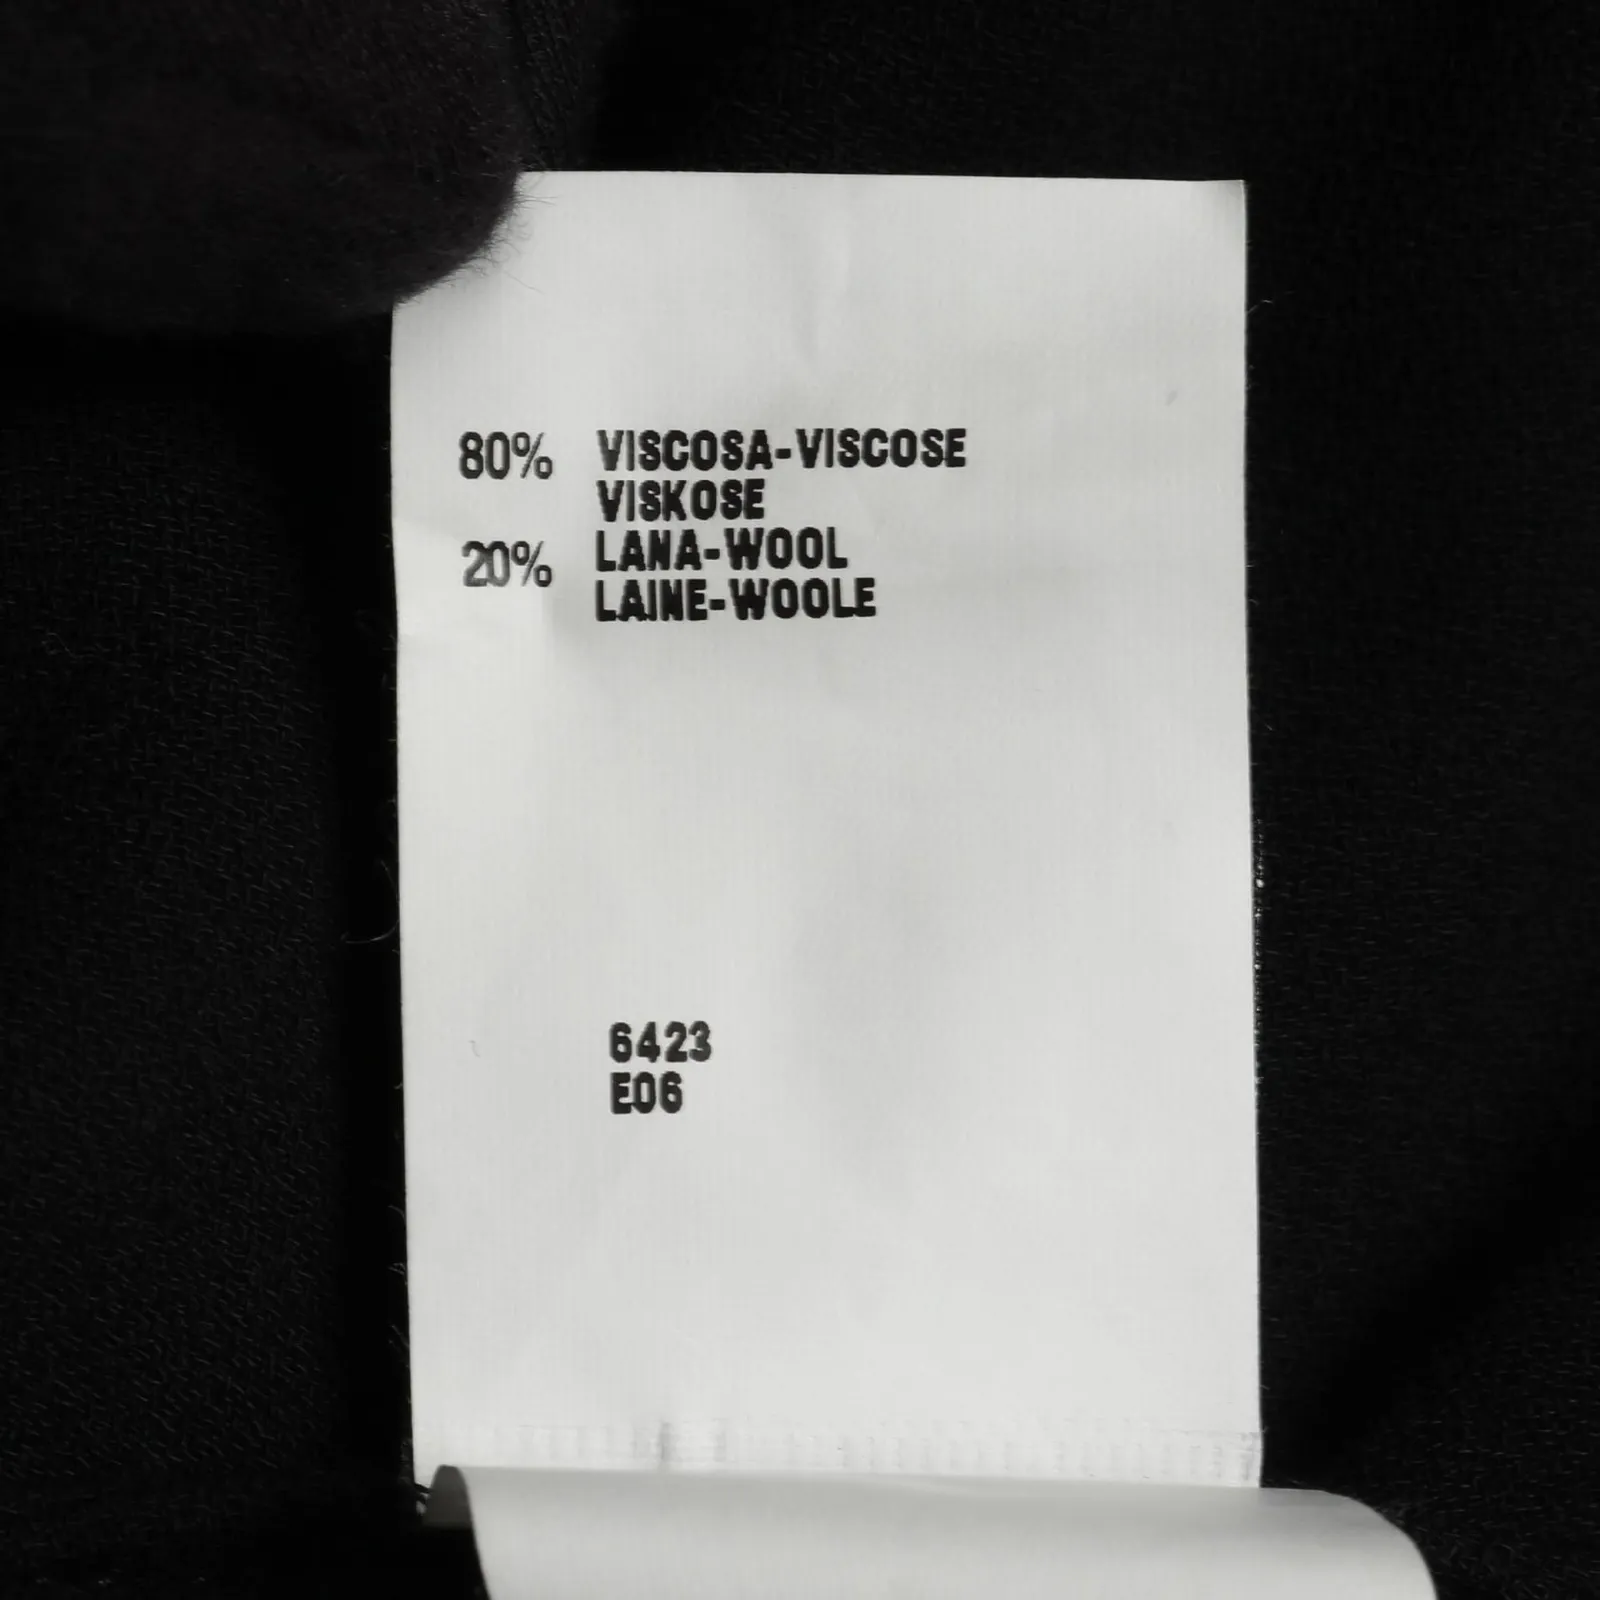 80% VISCOSA-VISCOSE
VISKOSE
20% LANA-WOOL
LAINE-WOOLE
6423
E06